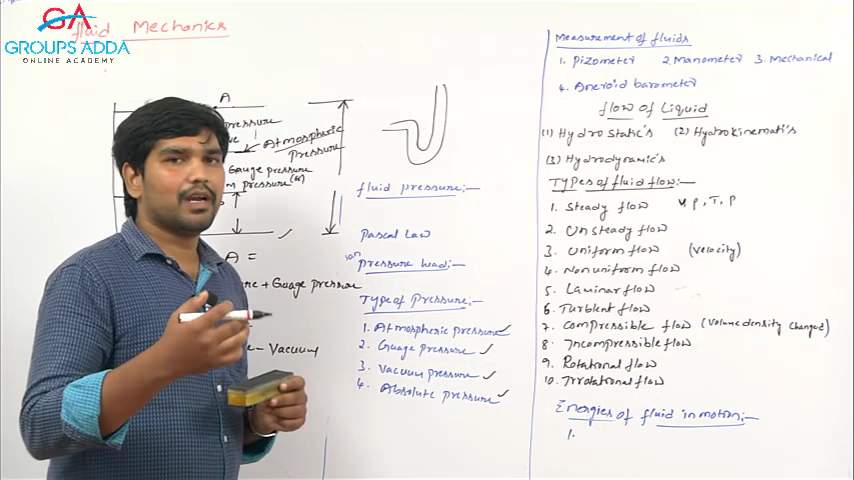 GA
GROUPS ADDA
ONLINE ACADEMY
fluid Mechanics
A
Pressure
Atmospheric
Pressure
Gauge pressure
pressure
A =
+ Guage pressure
- Vacuum
fluid pressure:-
Pascal Law
pressure head:-
Type of Pressure:-
1. Atmospheric pressure ✓
2. Guage pressure ✓
3. Vacuum pressure ✓
4. Absolute pressure ✓
Measurement of fluids
1. Pizometer 2. Manometer 3. Mechanical
4. Aneroid barometer
flow of Liquid
(1) Hydrostatic's (2) Hydrokinemati's
(3) Hydrodynamic's
Types of fluid flow:-
1. Steady flow V, P, T, P
2. Unsteady flow
3. Uniform flow (velocity)
4. Nonuniform flow
5. Laminar flow
6. Turblent flow
7. Compressible flow (Volume density changed)
8. Incompressible flow
9. Rotational flow
10. Irrotational flow
Energies of fluid in motion:-
1.